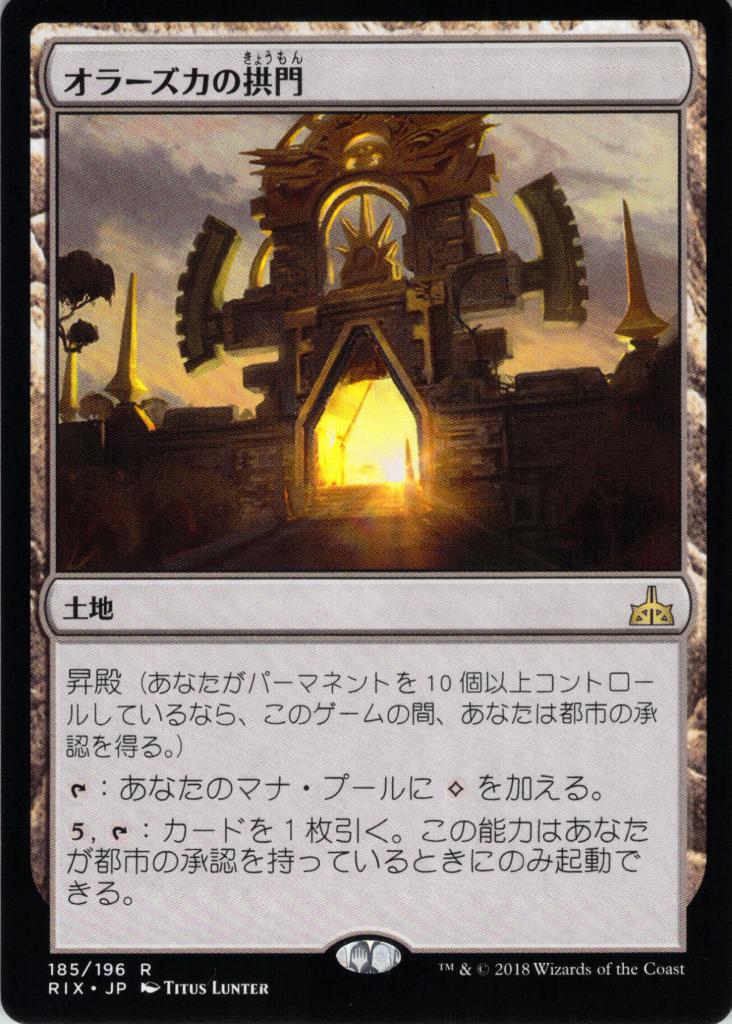 きょうもん
オラーズカの拱門
土地
昇殿（あなたがパーマネントを 10 個以上コントロー
ルしているなら、このゲームの間、あなたは都市の承
認を得る。）
：あなたのマナ・プールに を加える。
5, ：カードを 1 枚引く。この能力はあなた
が都市の承認を持っているときにのみ起動で
きる。
185/196 R
RIX・JP TITUS LUNTER
™ & © 2018 Wizards of the Coast